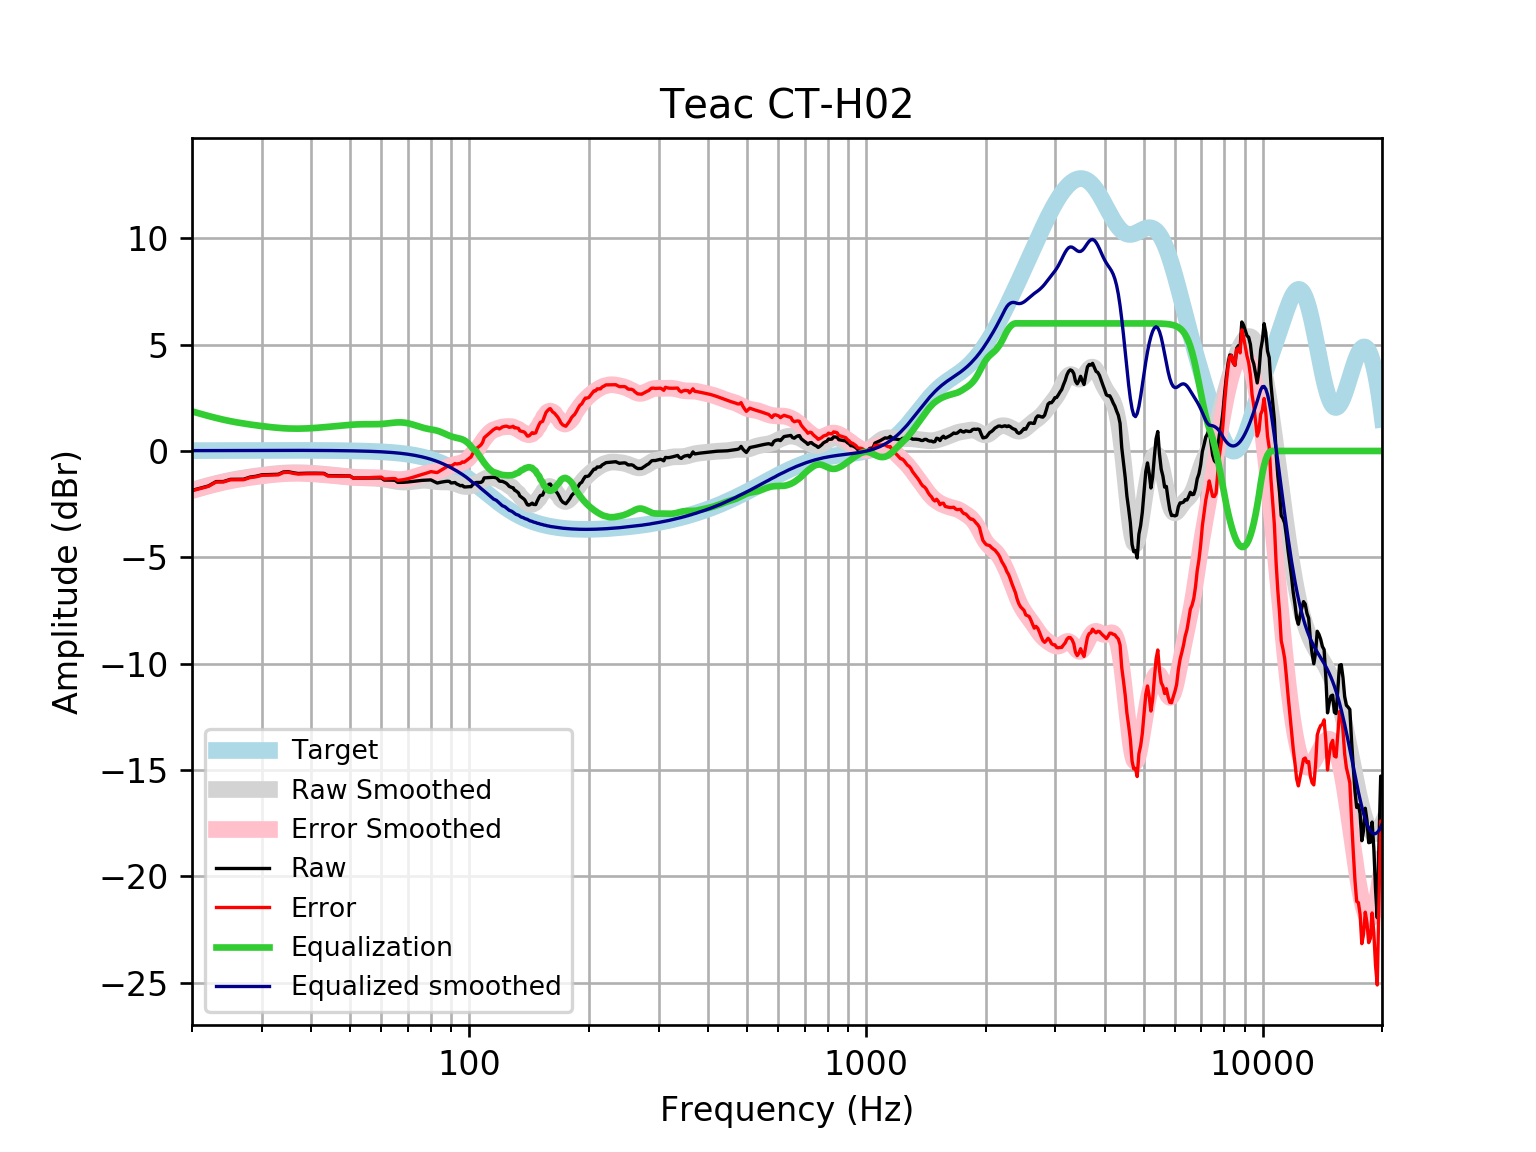 Teac CT-H02
Amplitude (dBr)
10
5
0
−5
−10
−15
−20
−25
Target
Raw Smoothed
Error Smoothed
Raw
Error
Equalization
Equalized smoothed
100
1000
10000
Frequency (Hz)